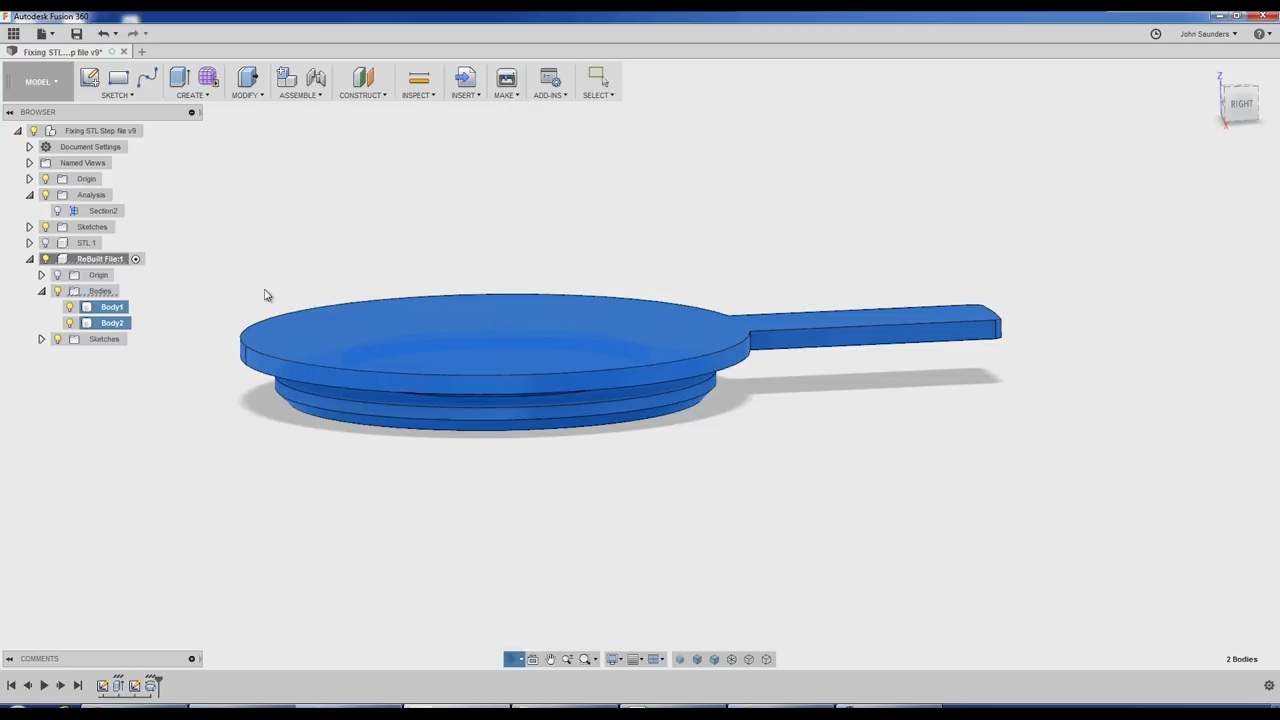 Autodesk Fusion 360
John Saunders
Fixing STL...p file v9*
MODEL
SKETCH
CREATE
MODIFY
ASSEMBLE
CONSTRUCT
INSPECT
INSERT
MAKE
ADD-INS
SELECT
BROWSER
Fixing STL Step file v9
Document Settings
Named Views
Origin
Analysis
Section2
Sketches
STL:1
ReBuilt File:1
Origin
Bodies
Body1
Body2
Sketches
Z
RIGHT
X
COMMENTS
2 Bodies